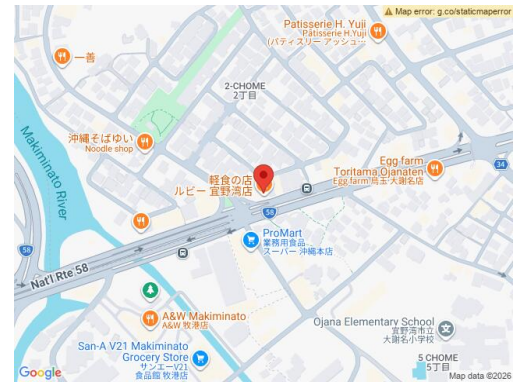 Map error: g.co/staticmaperror
Patisserie H. Yuji
Pâtisserie H. Yuji
(パティスリー アッシュ…
一善
2-CHOME
2丁目
沖縄そばゆい
Noodle shop
Makiminato River
Egg farm
Toritama Ojanaten
Egg farm 鳥玉 大謝名店
34
軽食の店
ルビー 宜野湾店
58
58
Nat'l Rte 58
ProMart
業務用食品
スーパー 沖縄本店
A&W Makiminato
A&W 牧港店
Ojana Elementary School
宜野湾市立
大謝名小学校
San-A V21 Makiminato
Grocery Store
サンエーV21
食品館 牧港店
5 CHOME
5丁目
Google
Map data ©2026